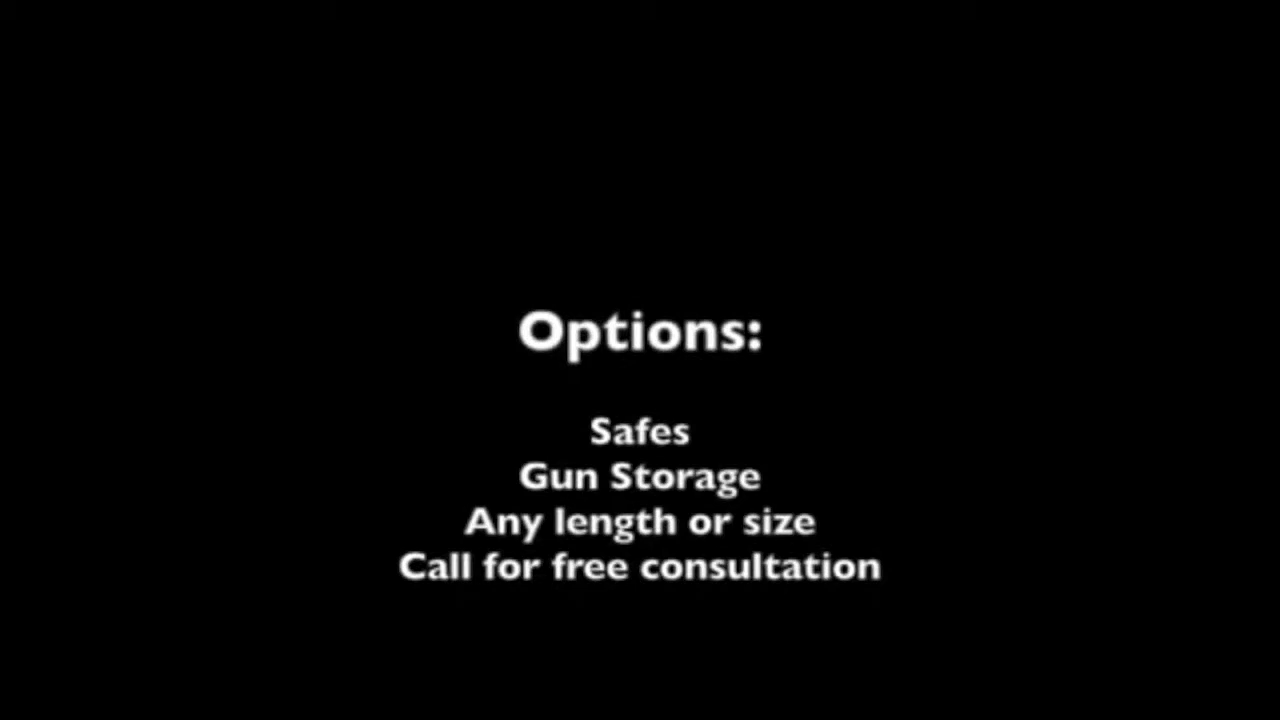 Options:
Safes
Gun Storage
Any length or size
Call for free consultation